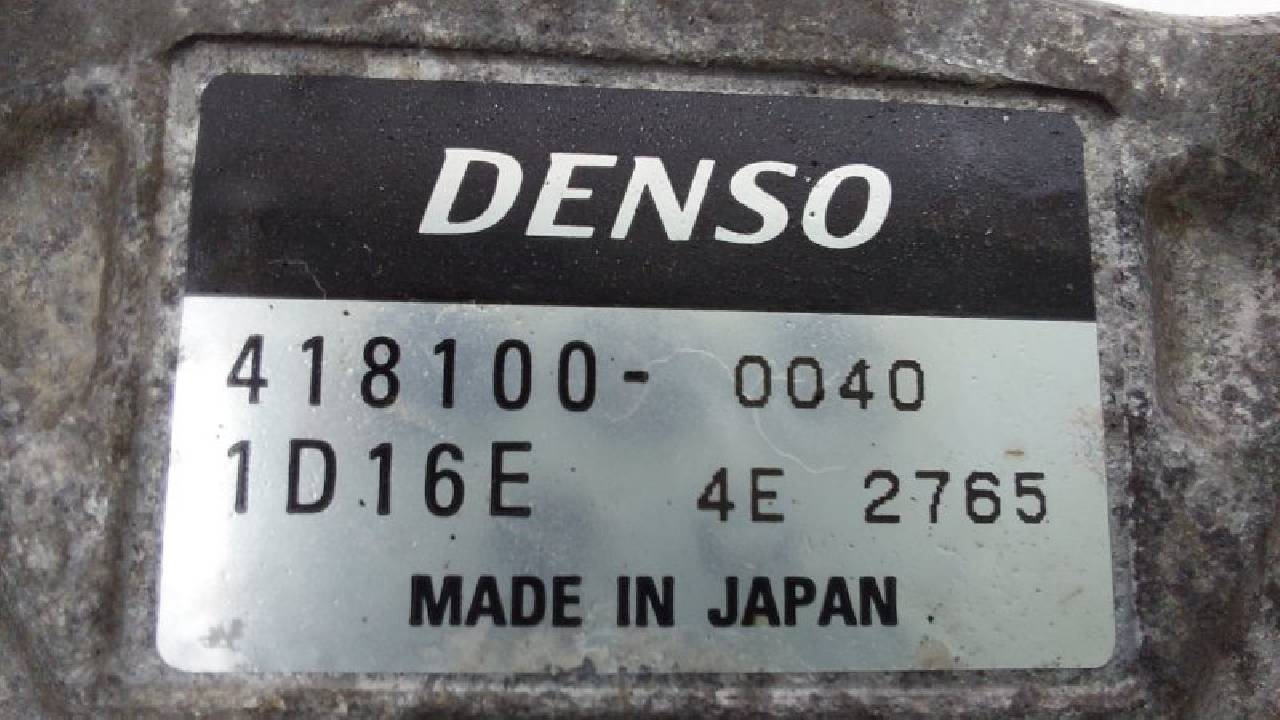 DENSO
418100- 0040
1D16E 4E 2765
MADE IN JAPAN